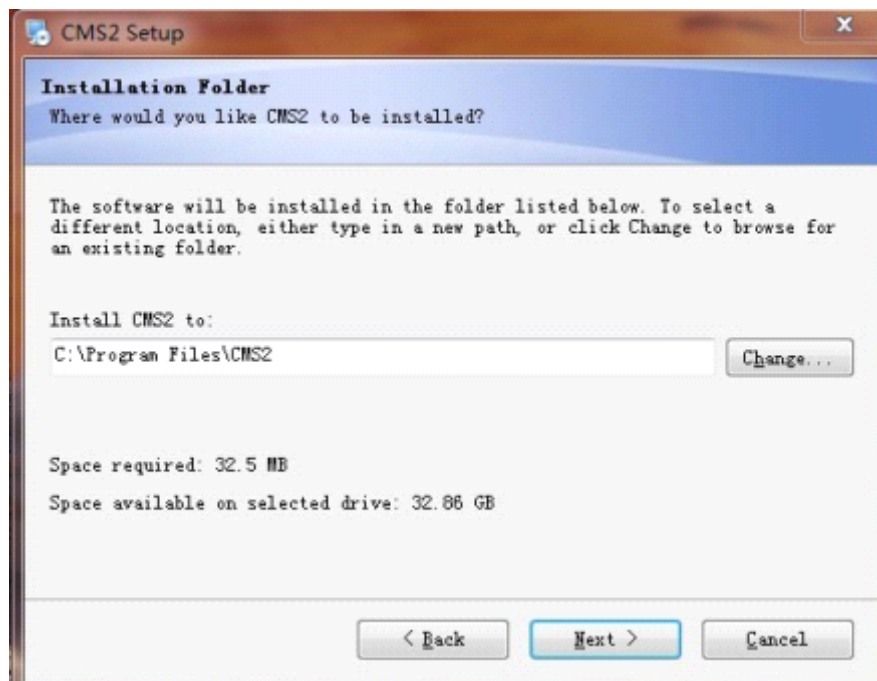 CMS2 Setup
Installation Folder
Where would you like CMS2 to be installed?
The software will be installed in the folder listed below. To select a
different location, either type in a new path, or click Change to browse for
an existing folder.
Install CMS2 to:
C:\Program Files\CMS2
Change...
Space required: 32.5 MB
Space available on selected drive: 32.86 GB
< Back
Next >
Cancel